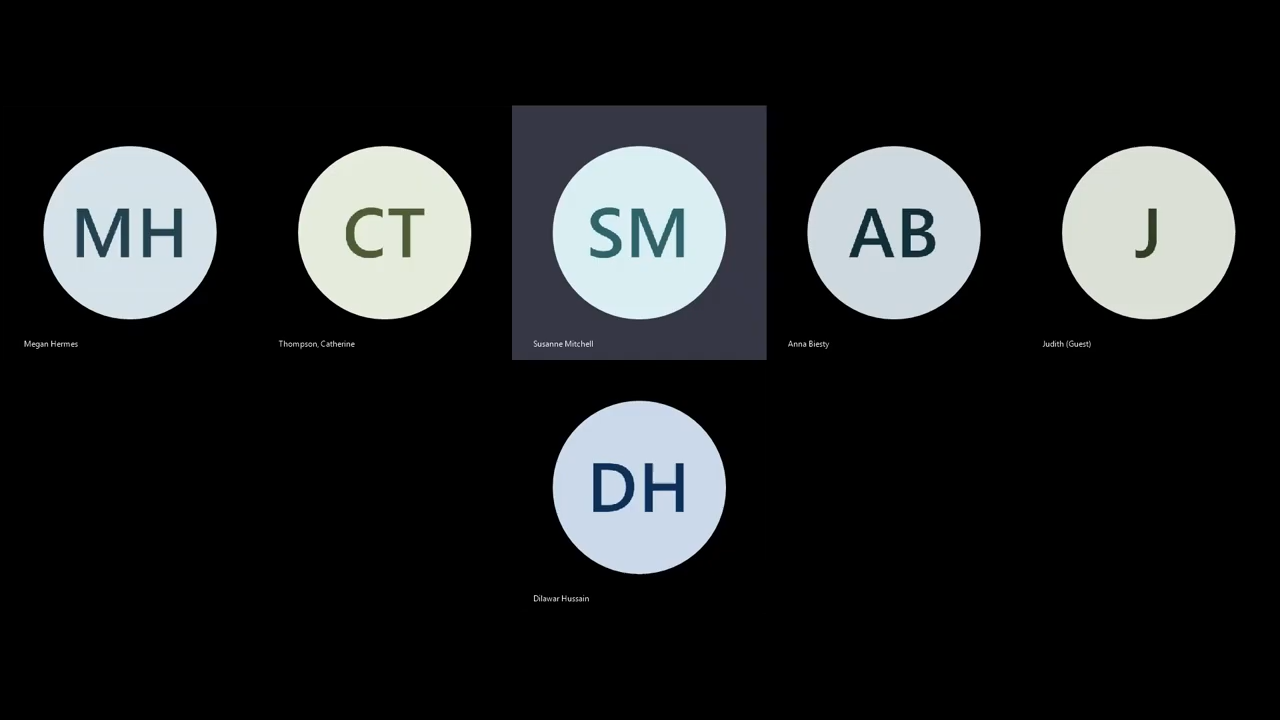 MH
CT
SM
AB
J
Megan Hermes
Thompson, Catherine
Susanne Mitchell
Anna Biesty
Judith (Guest)
DH
Dilawar Hussain